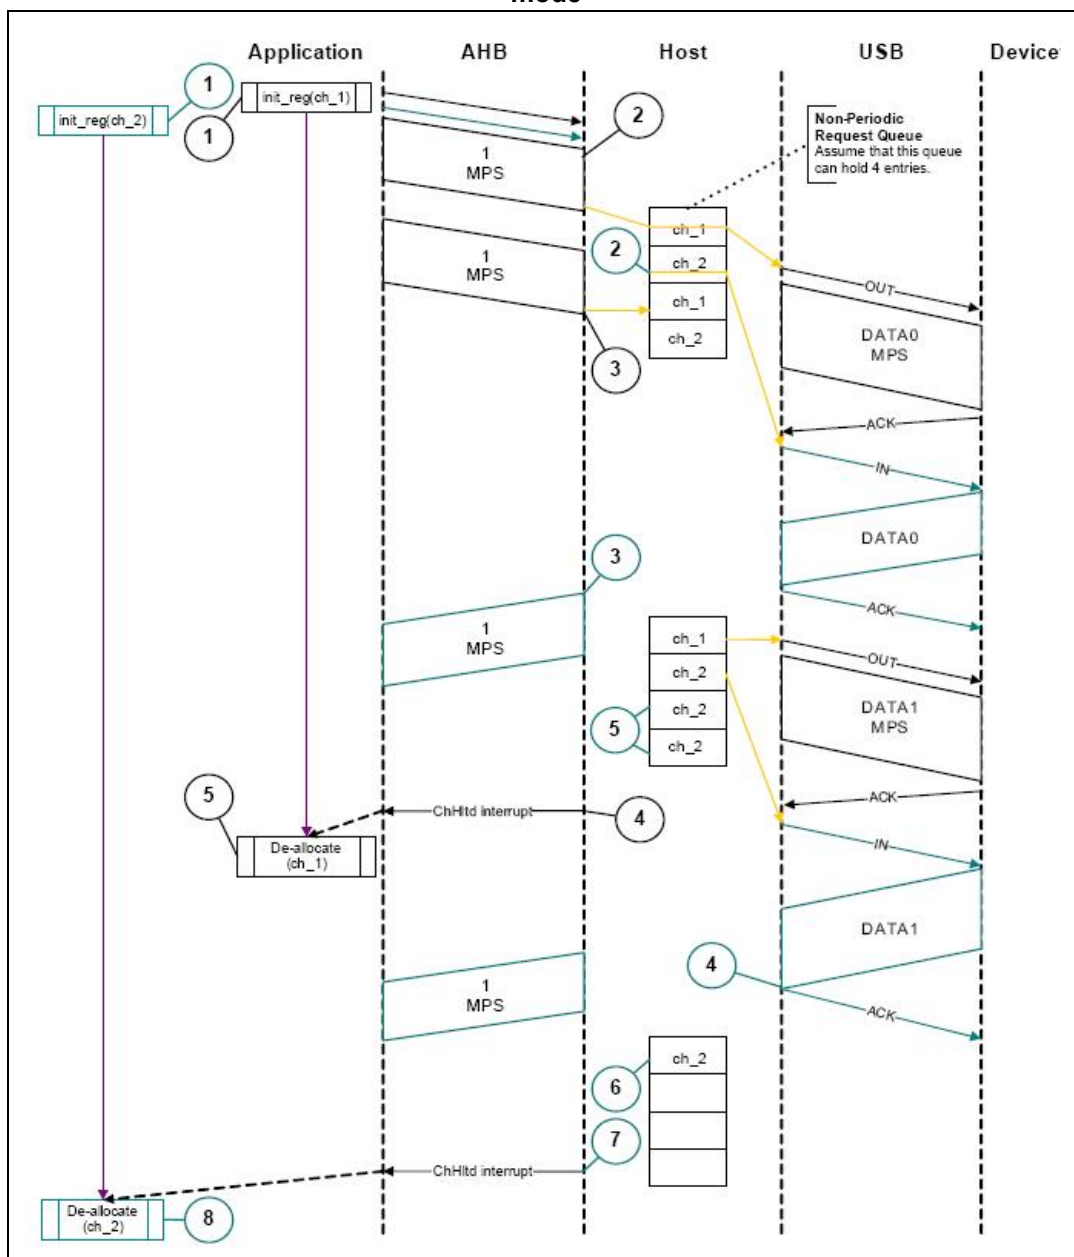 mode
Application AHB Host USB Device
1
init_reg(ch_2)
init_reg(ch_1)
1
2
Non-Periodic
Request Queue
Assume that this queue
can hold 4 entries.
1
MPS
ch_1
2
ch_2
1
MPS
ch_1
ch_2
OUT
DATA0
MPS
3
ACK
IN
DATA0
3
ACK
1
MPS
ch_1
ch_2
5
ch_2
ch_2
OUT
DATA1
MPS
5
ChHltd interrupt
4
ACK
De-allocate
(ch_1)
IN
DATA1
4
1
MPS
ACK
ch_2
6
7
ChHltd interrupt
De-allocate
(ch_2)
8